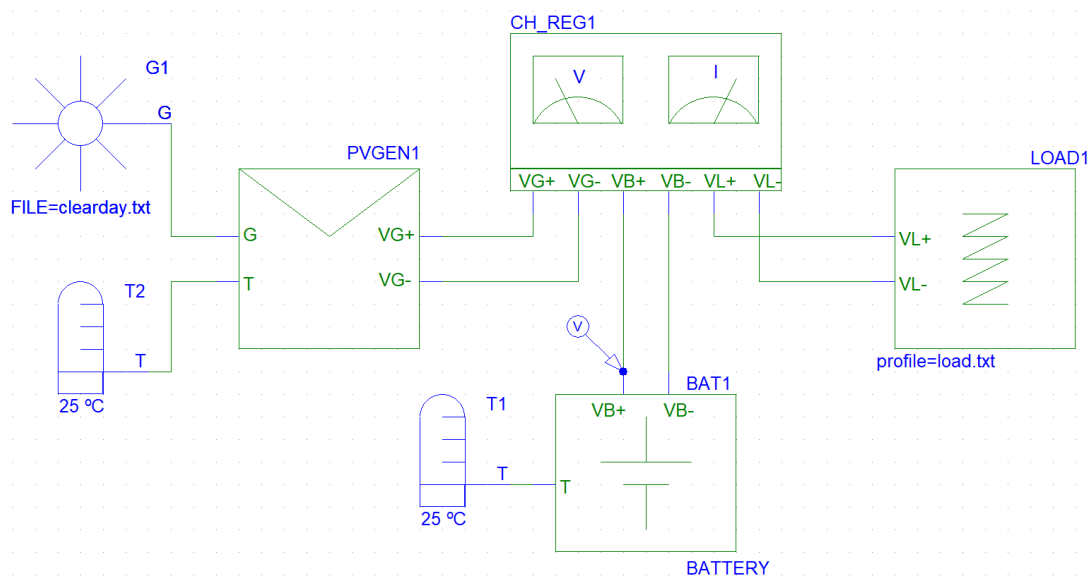 CH_REG1
G1
V
I
G
PVGEN1
LOAD1
VG+ VG- VB+ VB- VL+ VL-
FILE=clearday.txt
G
VG+
VL+
T
VG-
VL-
T2
V
T
profile=load.txt
25 ºC
BAT1
T1
VB+ VB-
T
T
25 ºC
BATTERY